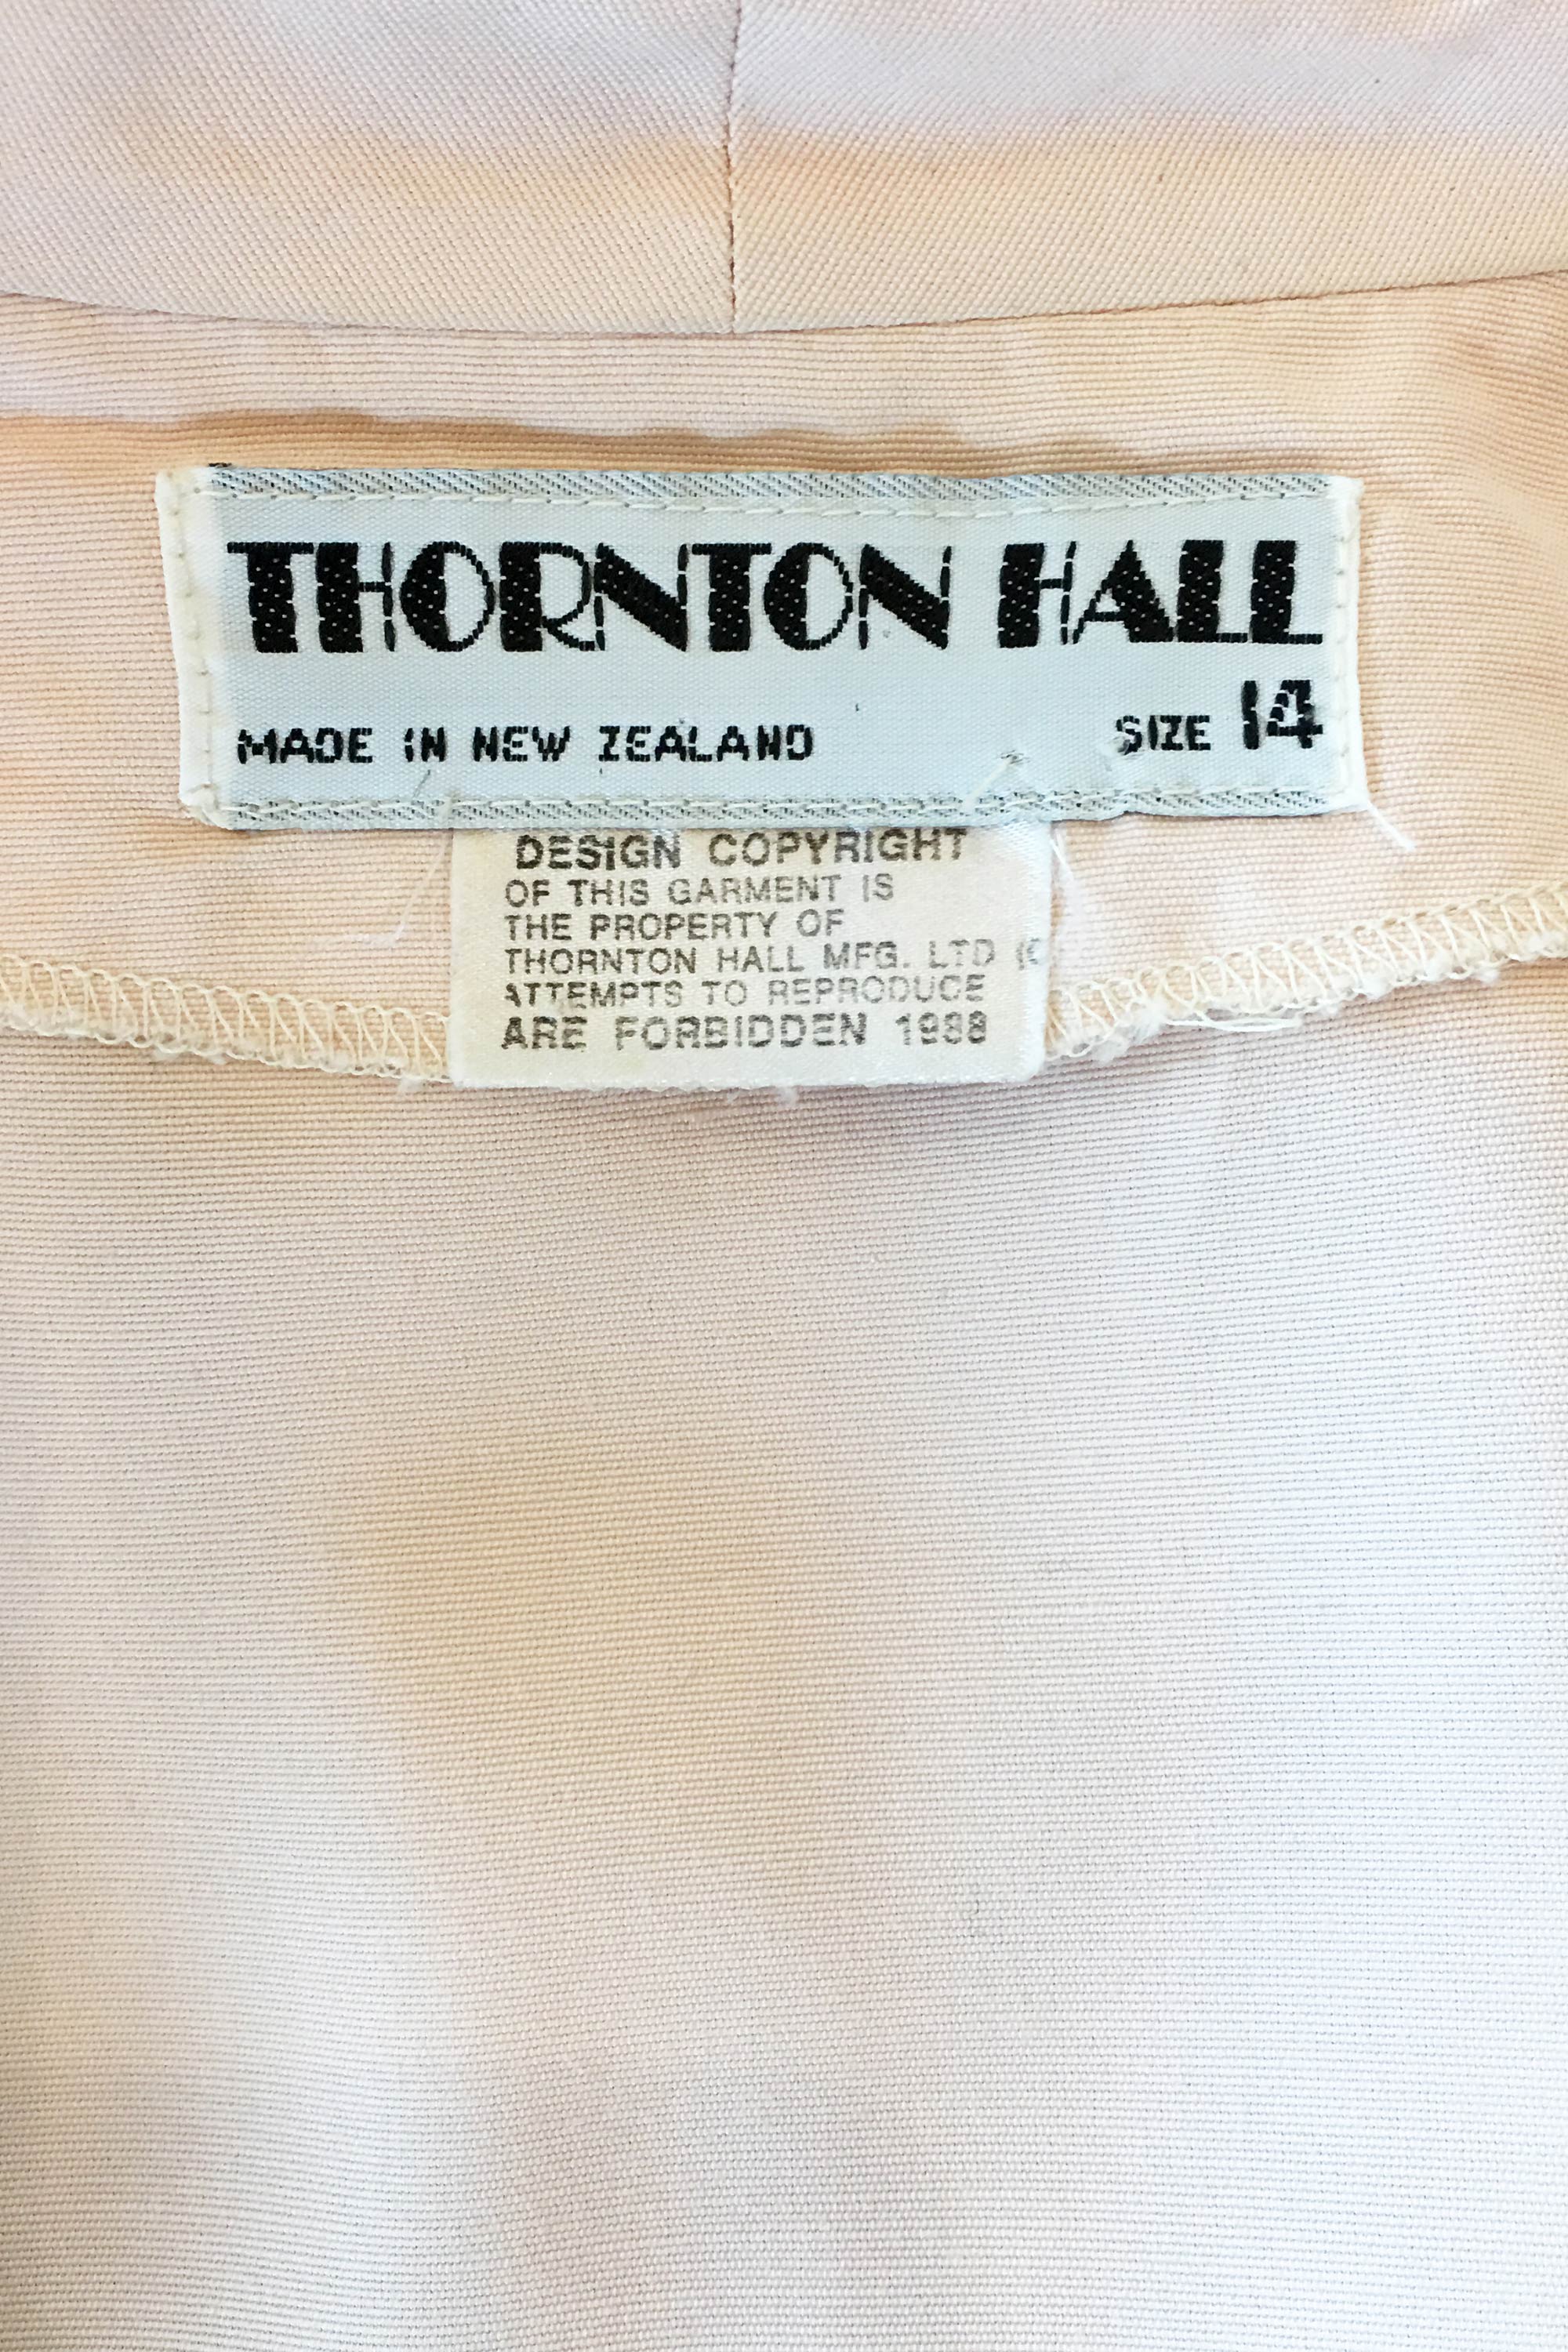 THORNTON HALL
MADE IN NEW ZEALAND SIZE 14
DESIGN COPYRIGHT
OF THIS GARMENT IS
THE PROPERTY OF
THORNTON HALL MFG. LTD (C
ATTEMPTS TO REPRODUCE
ARE FORBIDDEN 1988